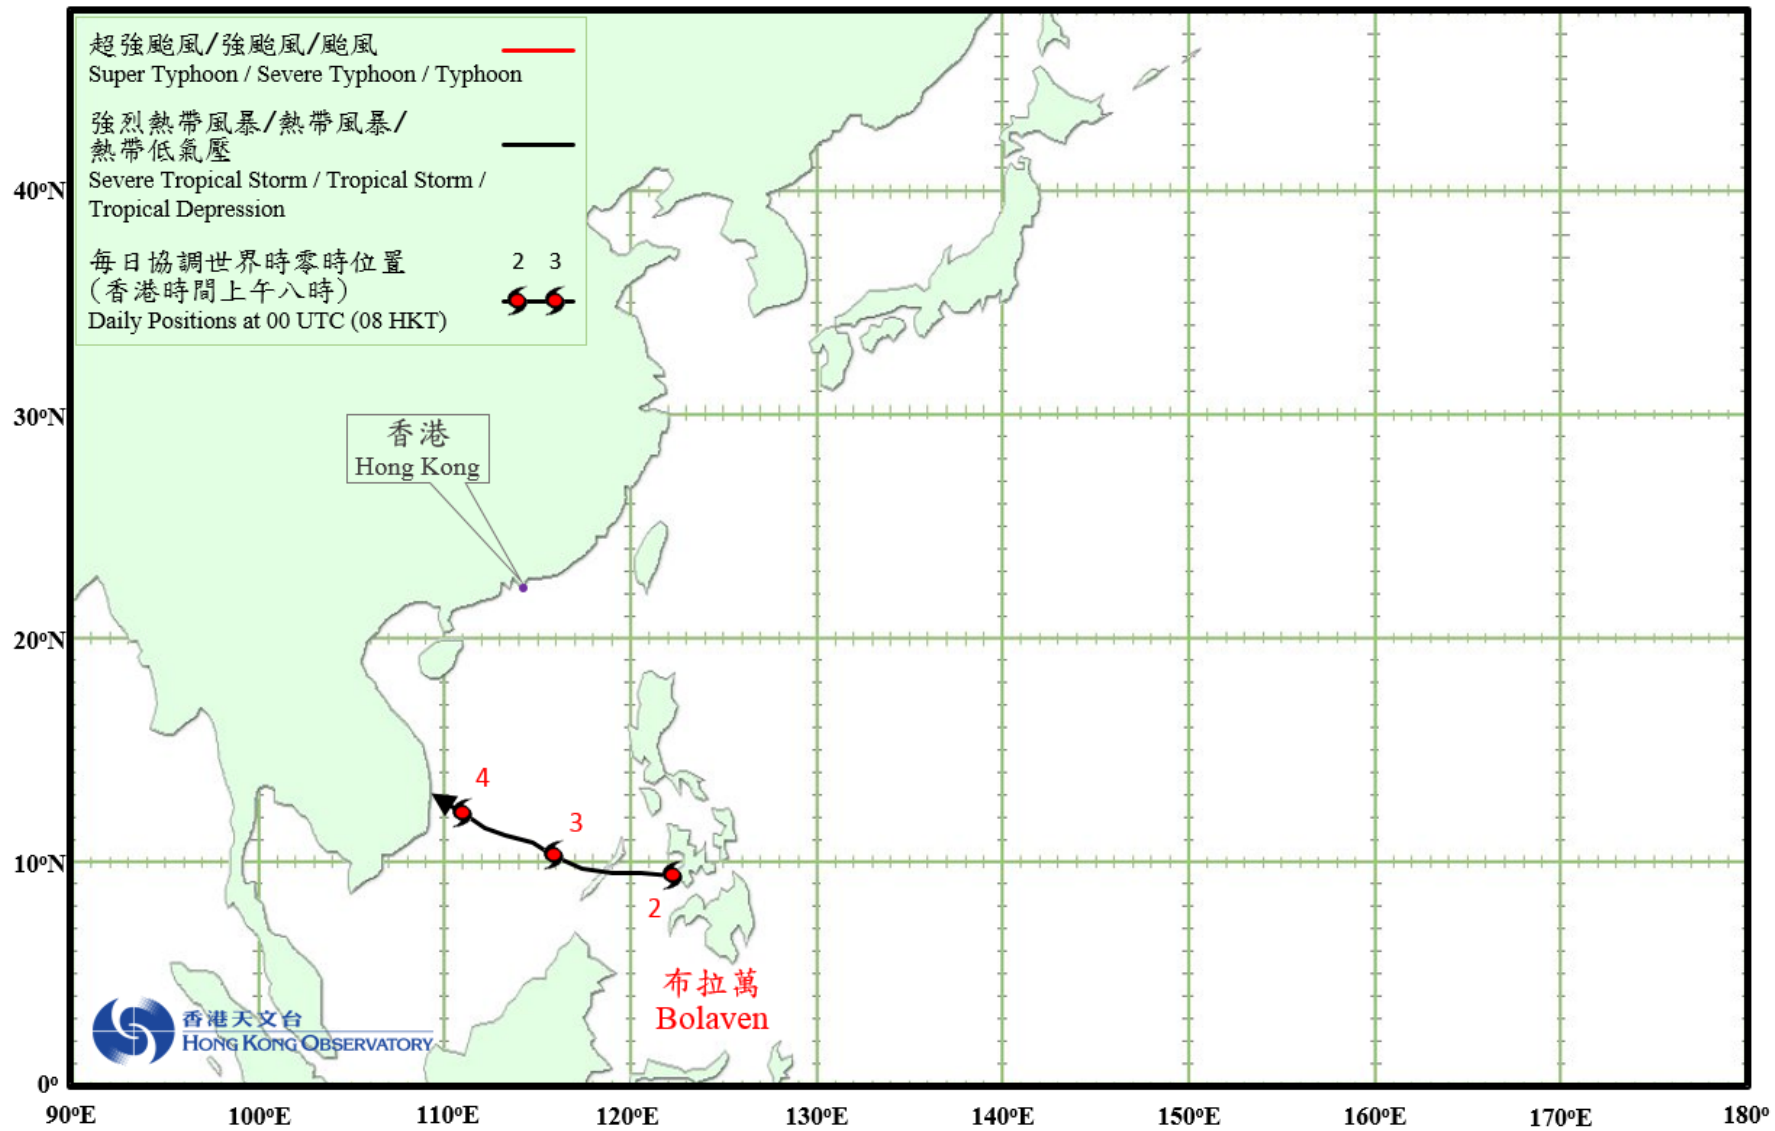 超強颱風/強颱風/颱風
Super Typhoon / Severe Typhoon / Typhoon
強烈熱帶風暴/熱帶風暴/
熱帶低氣壓
Severe Tropical Storm / Tropical Storm /
Tropical Depression
每日協調世界時零時位置
(香港時間上午八時)
Daily Positions at 00 UTC (08 HKT)
2 3
40°N
30°N
香港
Hong Kong
20°N
4
3
10°N
2
布拉萬
Bolaven
香港天文台
HONG KONG OBSERVATORY
0°
90°E 100°E 110°E 120°E 130°E 140°E 150°E 160°E 170°E 180°